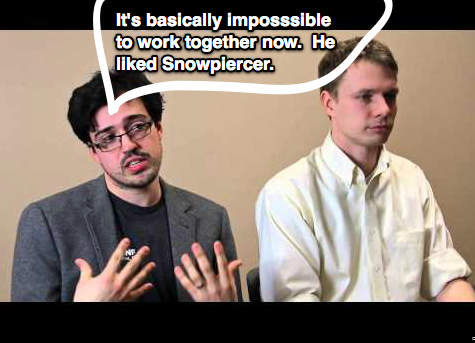 It's basically imposssible
to work together now.  He
liked Snowpiercer.